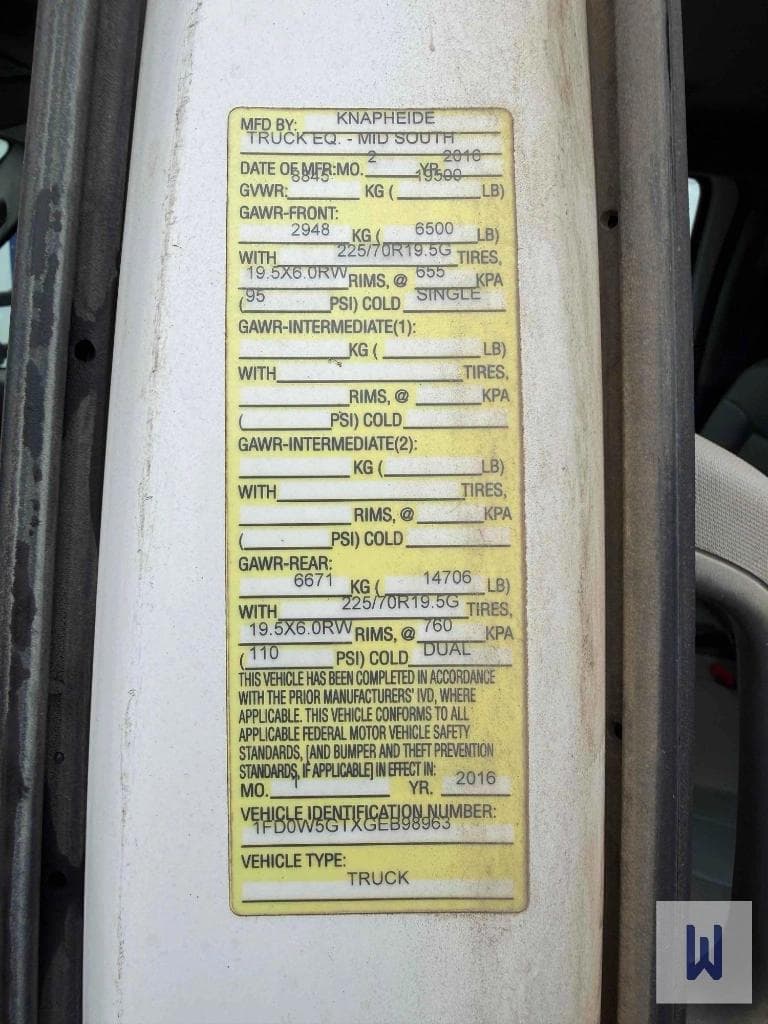 MFD BY: KNAPHEIDE
TRUCK EQ. - MID SOUTH
DATE OF MFR:MO. 2 YR. 2016
GVWR: 8845 KG ( 19500 LB)
GAWR-FRONT:
2948 KG ( 6500 LB)
WITH 225/70R19.5G TIRES,
19.5X6.0RW RIMS, @ 655 KPA
( 95 PSI) COLD SINGLE
GAWR-INTERMEDIATE(1):
KG ( LB)
WITH TIRES,
RIMS, @ KPA
( PSI) COLD
GAWR-INTERMEDIATE(2):
KG ( LB)
WITH TIRES,
RIMS, @ KPA
( PSI) COLD
GAWR-REAR:
6671 KG ( 14706 LB)
WITH 225/70R19.5G TIRES,
19.5X6.0RW RIMS, @ 760 KPA
( 110 PSI) COLD DUAL
THIS VEHICLE HAS BEEN COMPLETED IN ACCORDANCE
WITH THE PRIOR MANUFACTURERS' IVD, WHERE
APPLICABLE. THIS VEHICLE CONFORMS TO ALL
APPLICABLE FEDERAL MOTOR VEHICLE SAFETY
STANDARDS, [AND BUMPER AND THEFT PREVENTION
STANDARDS, IF APPLICABLE] IN EFFECT IN:
MO. 1 YR. 2016
VEHICLE IDENTIFICATION NUMBER:
1FD0W5GTXGEB98963
VEHICLE TYPE:
TRUCK
W